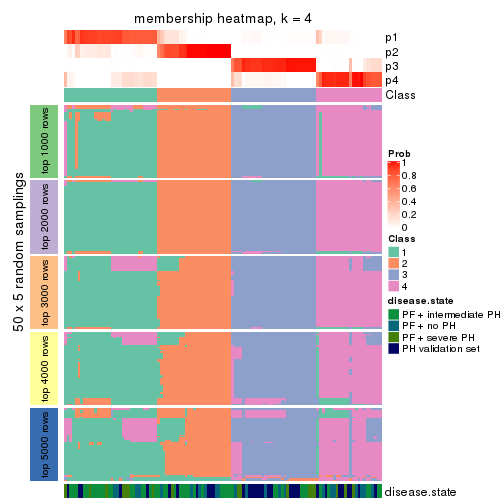 membership heatmap, k = 4
p1
p2
p3
p4
Class
50 x 5 random samplings
top 1000 rows
top 2000 rows
top 3000 rows
top 4000 rows
top 5000 rows
Prob
1
0.8
0.6
0.4
0.2
0
Class
1
2
3
4
disease.state
PF+ intermediate PH
PF+ no PH
PF+ severe PH
PH validation set
disease.state